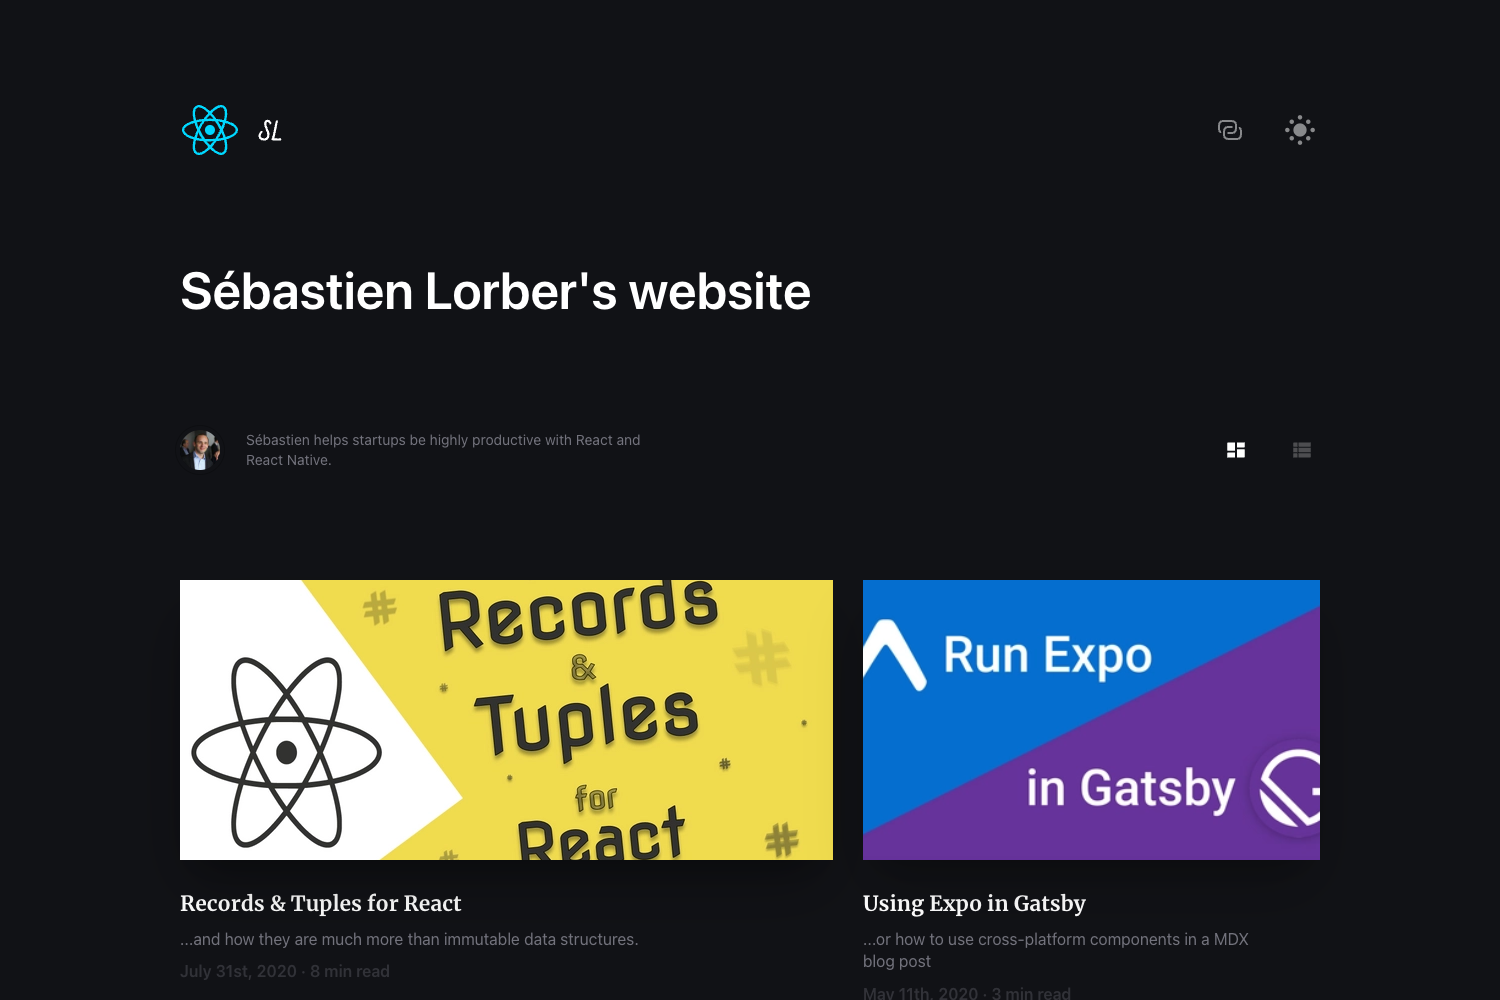 SL
Sébastien Lorber's website
Sébastien helps startups be highly productive with React and
React Native.
Records
&
Tuples
for
React
Run Expo
in Gatsby
Records & Tuples for React
...and how they are much more than immutable data structures.
July 31st, 2020 · 8 min read
Using Expo in Gatsby
...or how to use cross-platform components in a MDX
blog post
May 11th, 2020 · 3 min read